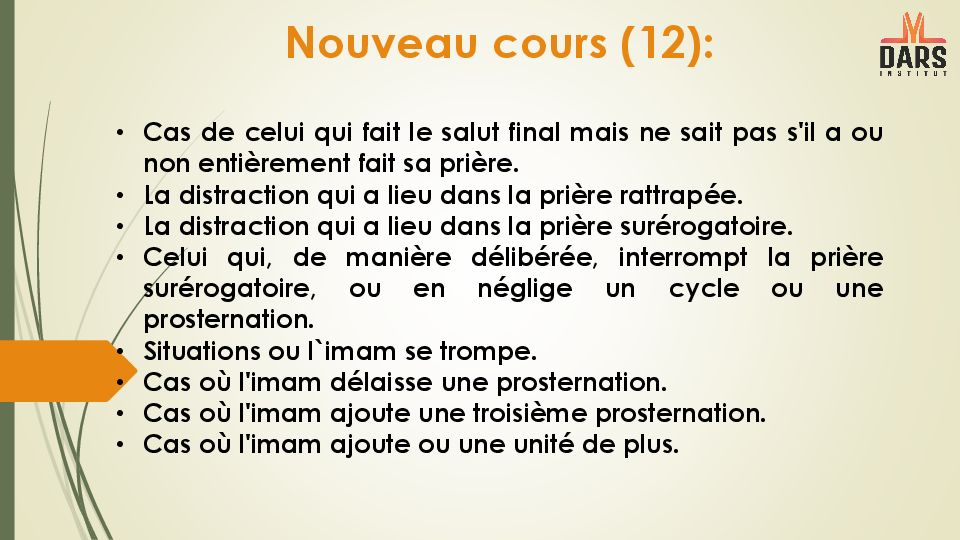 Nouveau cours (12):
DARS
INSTITUT
• Cas de celui qui fait le salut final mais ne sait pas s'il a ou
non entièrement fait sa prière.
• La distraction qui a lieu dans la prière rattrapée.
• La distraction qui a lieu dans la prière surérogatoire.
• Celui qui, de manière délibérée, interrompt la prière
surérogatoire, ou en néglige un cycle ou une
prosternation.
• Situations ou l`imam se trompe.
• Cas où l'imam délaisse une prosternation.
• Cas où l'imam ajoute une troisième prosternation.
• Cas où l'imam ajoute ou une unité de plus.